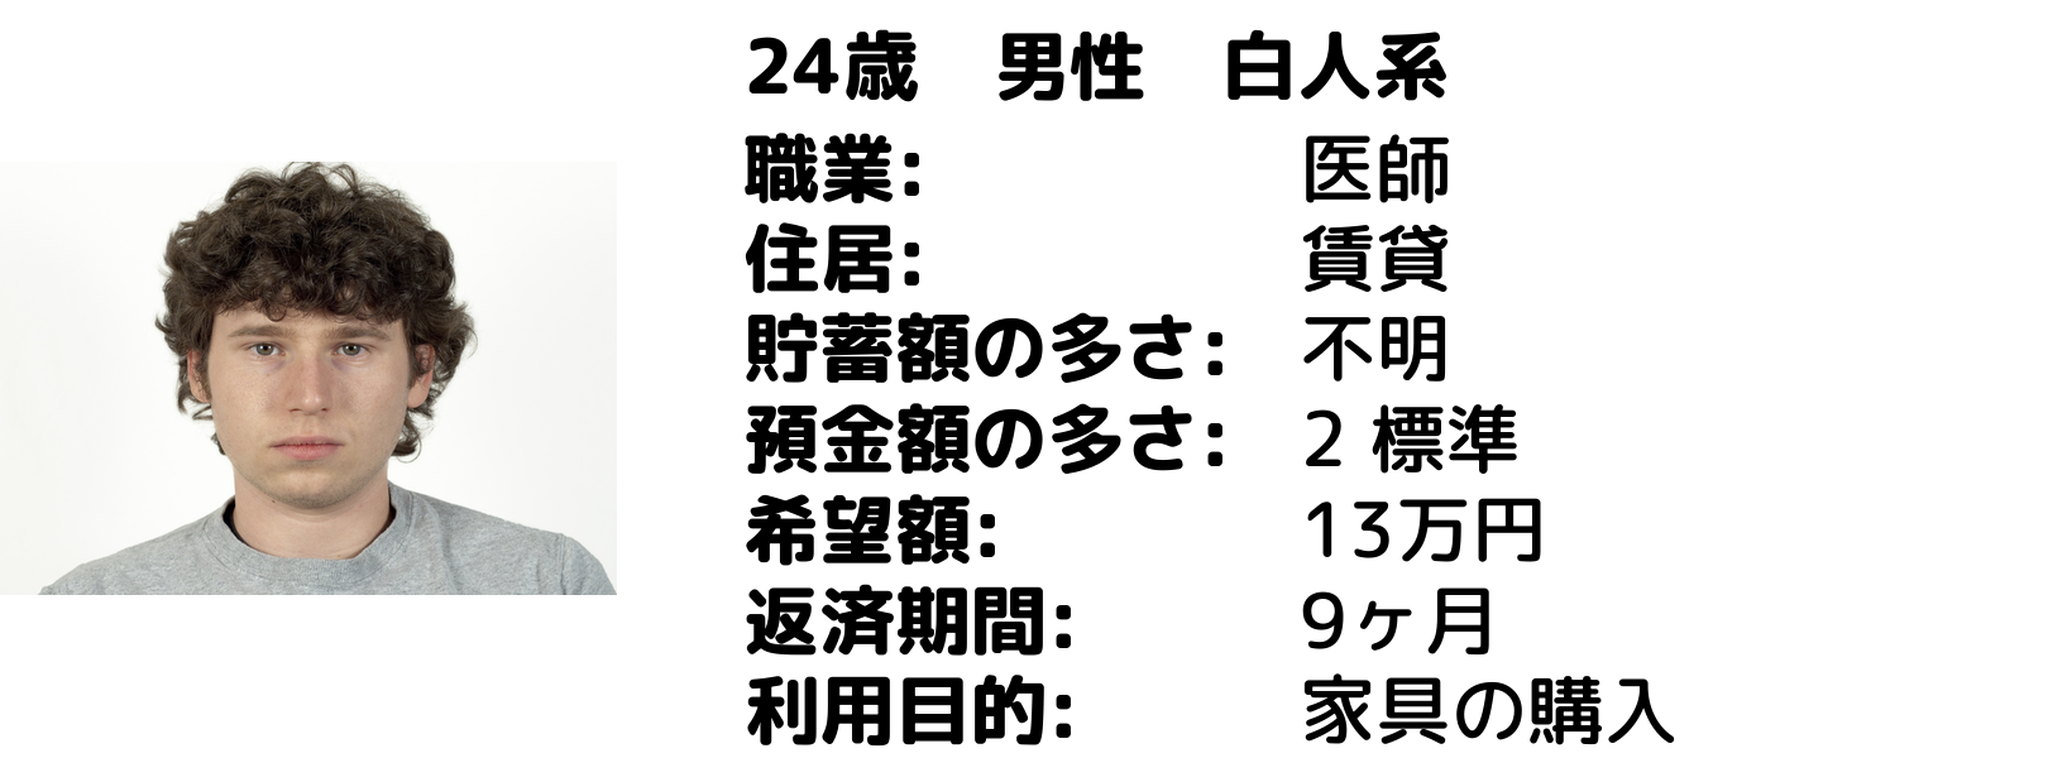 24歳　男性　白人系
職業: 医師
住居: 賃貸
貯蓄額の多さ: 不明
預金額の多さ: 2 標準
希望額: 13万円
返済期間: 9ヶ月
利用目的: 家具の購入